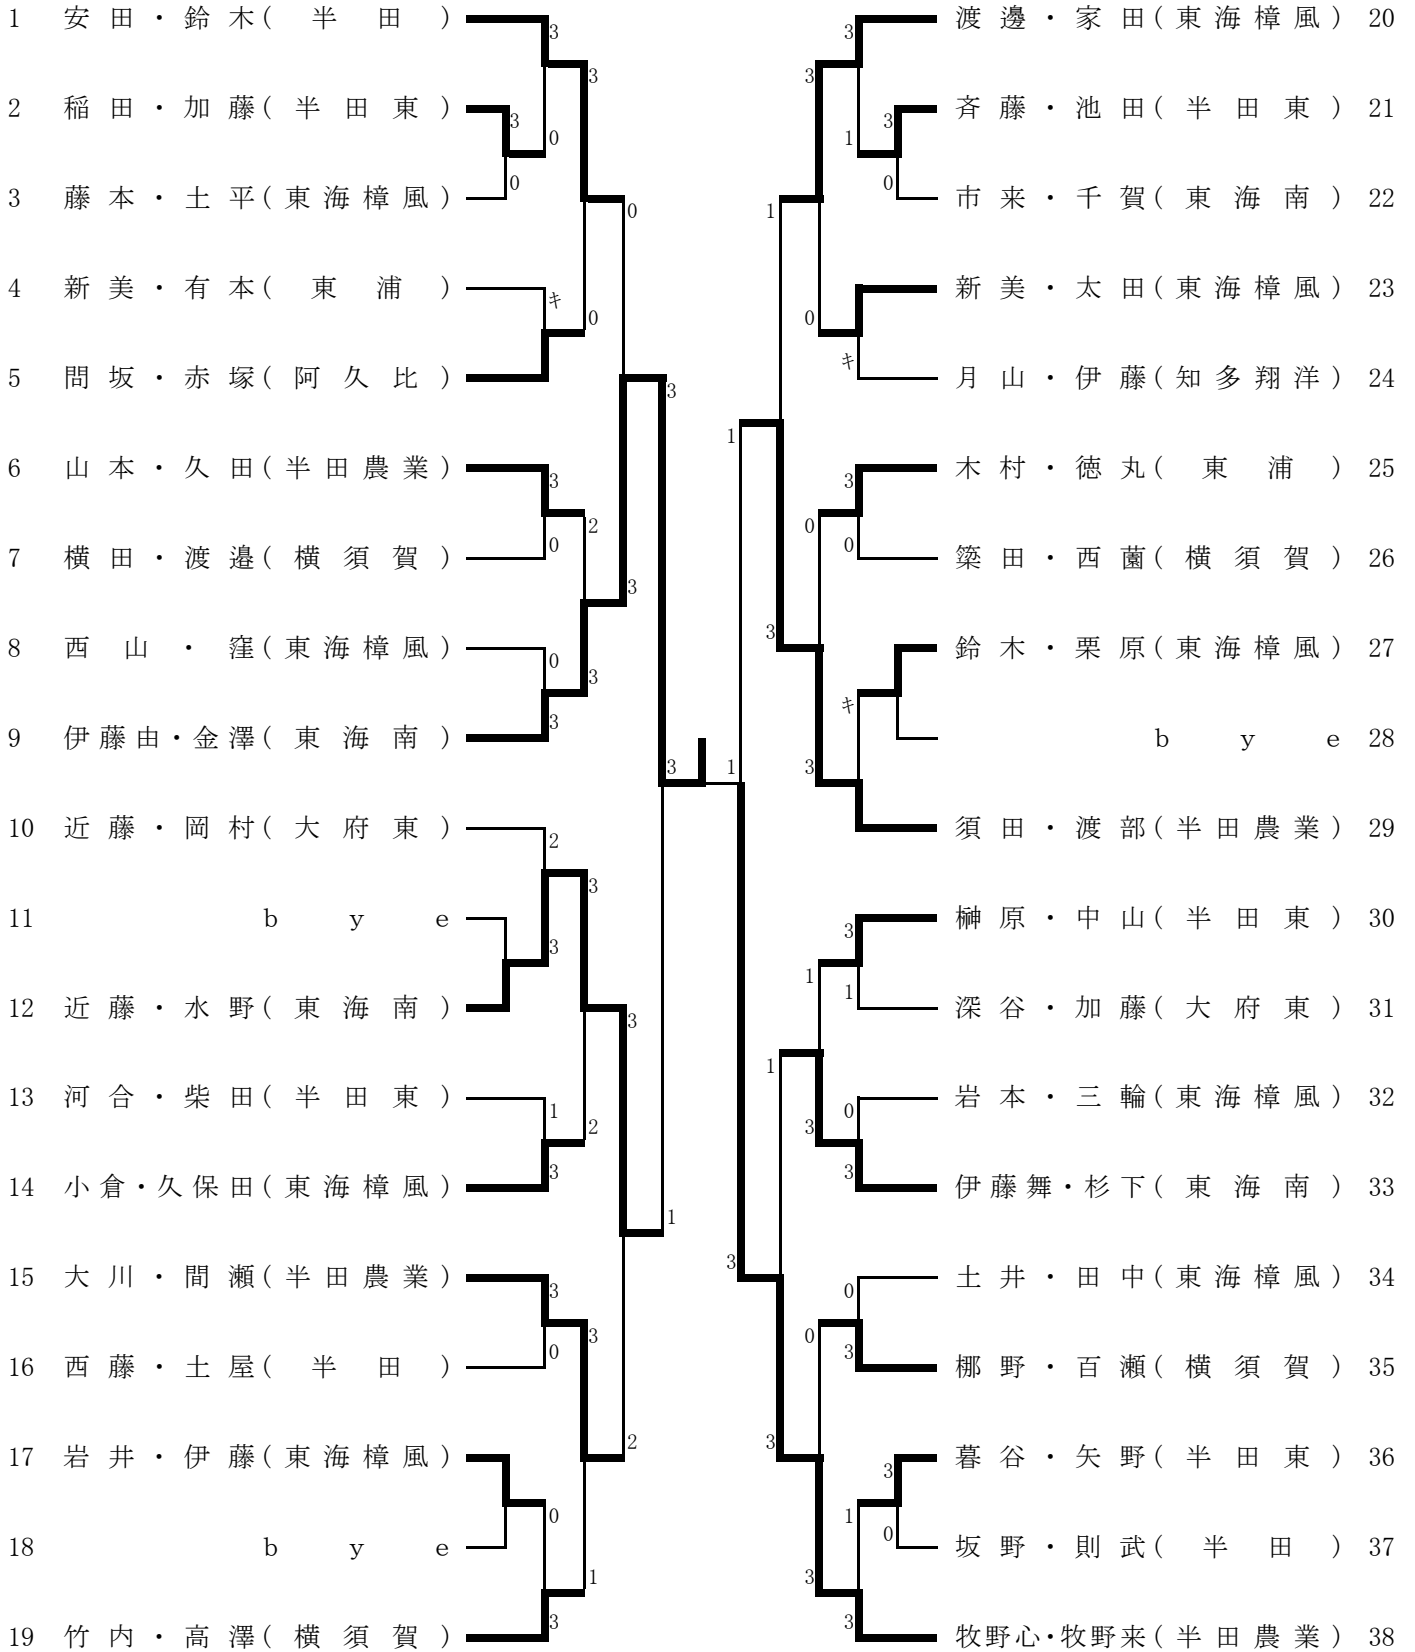 1 安田・鈴木(半田)
2 稲田・加藤(半田東)
3 藤本・土平(東海樟風)
4 新美・有本(東浦)
5 問坂・赤塚(阿久比)
6 山本・久田(半田農業)
7 横田・渡邉(横須賀)
8 西山・窪(東海樟風)
9 伊藤由・金澤(東海南)
10 近藤・岡村(大府東)
11 bye
12 近藤・水野(東海南)
13 河合・柴田(半田東)
14 小倉・久保田(東海樟風)
15 大川・間瀬(半田農業)
16 西藤・土屋(半田)
17 岩井・伊藤(東海樟風)
18 bye
19 竹内・高澤(横須賀)
3
3
3
0
0
0
キ
0
3
3
2
0
3
0
3
3
3
1
2
3
3
3
1
2
3
1
3
3
0
2
0
1
3
3
3
3
1
0
1
0
キ
1
3
0
0
3
キ
3
1
3
1
1
1
0
3
3
3
0
0
3
3
3
1
0
3
3
渡邊・家田(東海樟風) 20
斉藤・池田(半田東) 21
市来・千賀(東海南) 22
新美・太田(東海樟風) 23
月山・伊藤(知多翔洋) 24
木村・徳丸(東浦) 25
簗田・西薗(横須賀) 26
鈴木・栗原(東海樟風) 27
bye 28
須田・渡部(半田農業) 29
榊原・中山(半田東) 30
深谷・加藤(大府東) 31
岩本・三輪(東海樟風) 32
伊藤舞・杉下(東海南) 33
土井・田中(東海樟風) 34
梛野・百瀬(横須賀) 35
暮谷・矢野(半田東) 36
坂野・則武(半田) 37
牧野心・牧野来(半田農業) 38